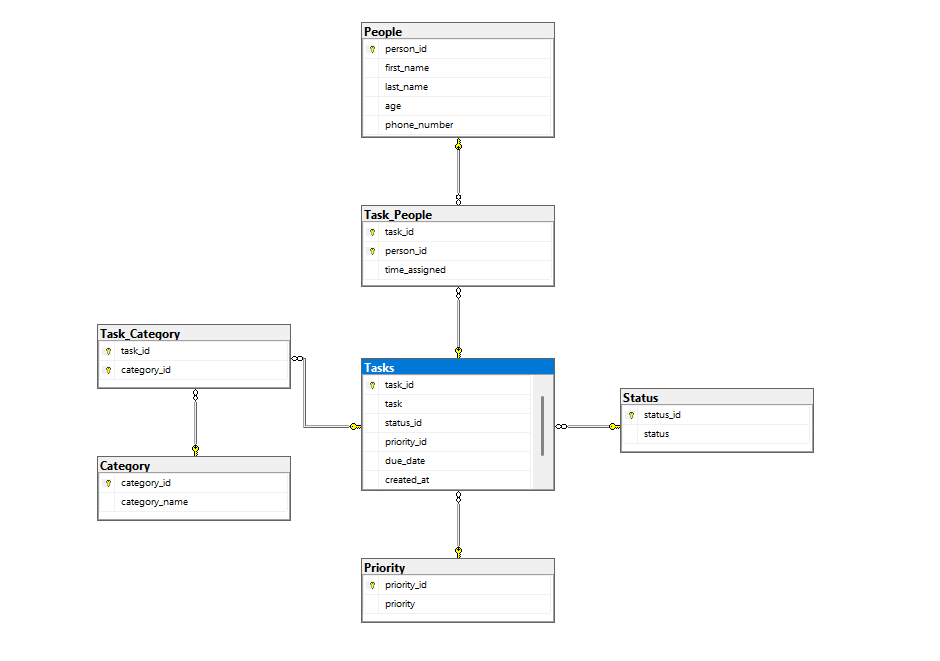 People
person_id
first_name
last_name
age
phone_number
Task_People
task_id
person_id
time_assigned
Task_Category
task_id
category_id
Tasks
task_id
task
status_id
priority_id
due_date
created_at
Status
status_id
status
Category
category_id
category_name
Priority
priority_id
priority